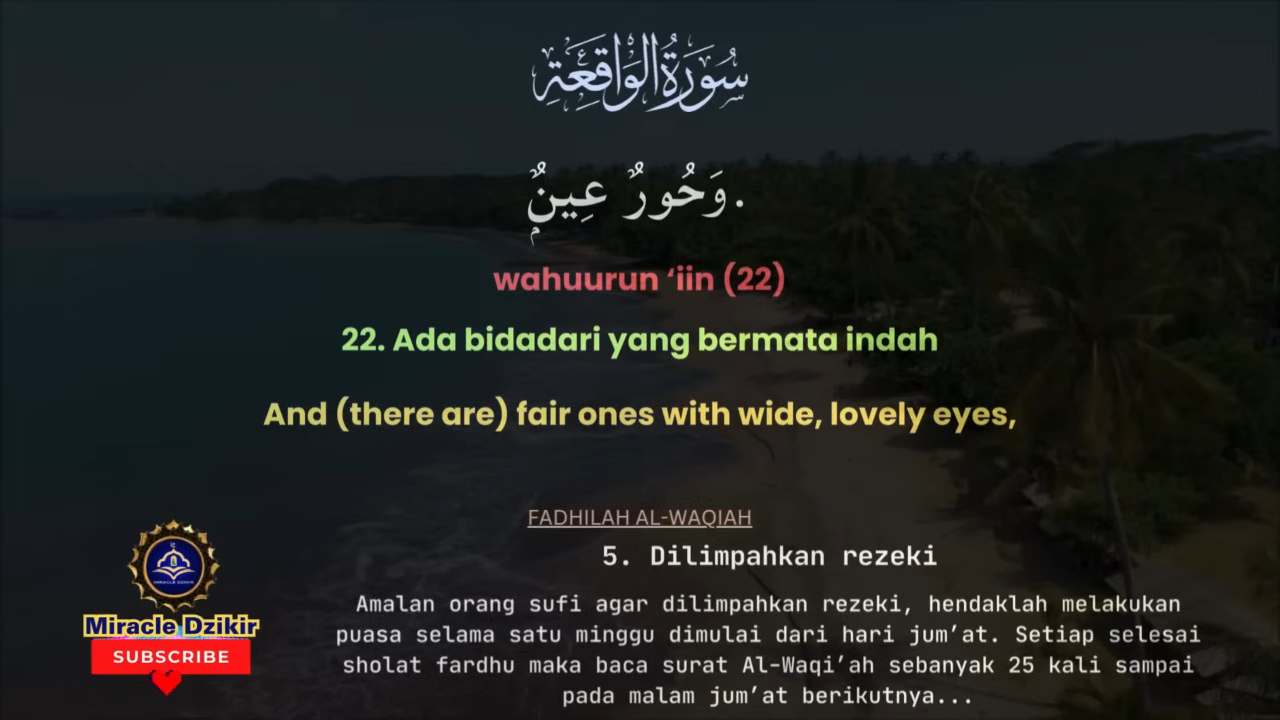 سُورَةُ الْوَاقِعَةِ
وَحُورٌ عِينٌۭ.
wahuurun ‘iin (22)
22. Ada bidadari yang bermata indah
And (there are) fair ones with wide, lovely eyes,
FADHILAH AL-WAQIAH
5. Dilimpahkan rezeki
Amalan orang sufi agar dilimpahkan rezeki, hendaklah melakukan
puasa selama satu minggu dimulai dari hari jum’at. Setiap selesai
sholat fardhu maka baca surat Al-Waqi’ah sebanyak 25 kali sampai
pada malam jum’at berikutnya...
MIRACLE DZIKIR
Miracle Dzikir
SUBSCRIBE